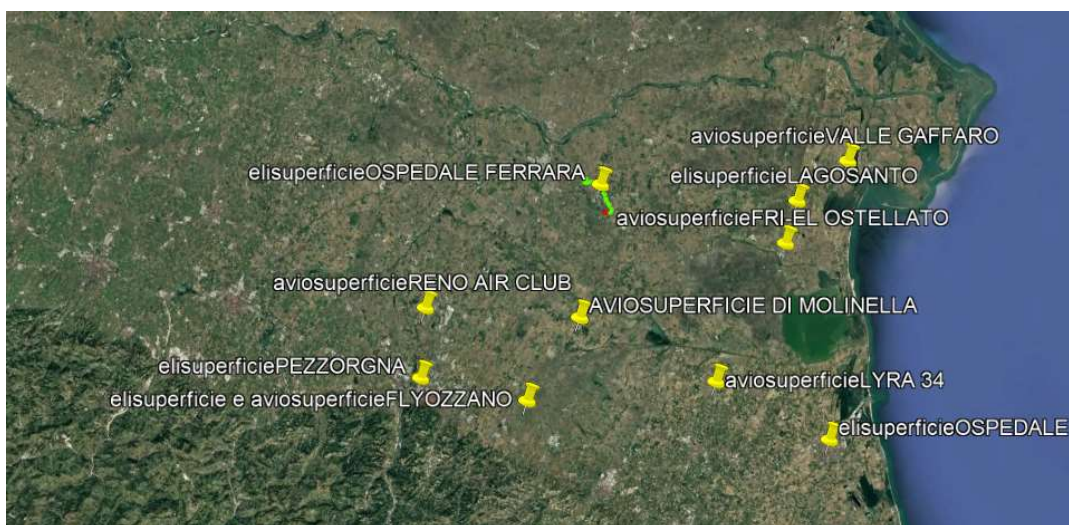 aviosuperficieVALLE GAFFARO
elisuperficieOSPEDALE FERRARA
elisuperficieLAGOSANTO
aviosuperficieFRI-EL OSTELLATO
aviosuperficieRENO AIR CLUB
AVIOSUPERFICIE DI MOLINELLA
elisuperficiePEZZORGNA
aviosuperficieLYRA 34
elisuperficie e aviosuperficieFLYOZZANO
elisuperficieOSPEDALE